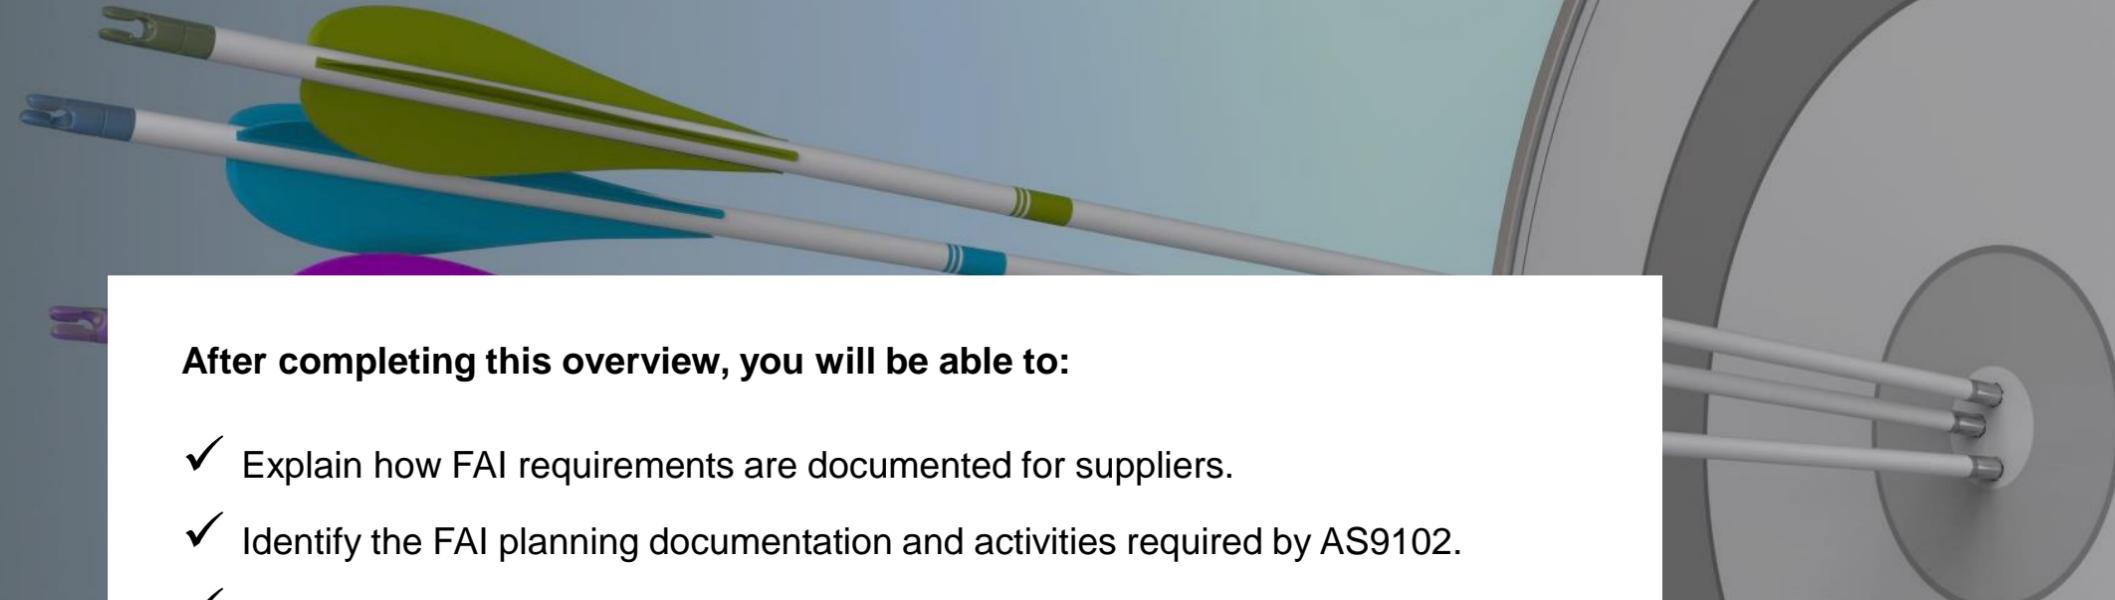 After completing this overview, you will be able to:
✓ Explain how FAI requirements are documented for suppliers.
✓ Identify the FAI planning documentation and activities required by AS9102.